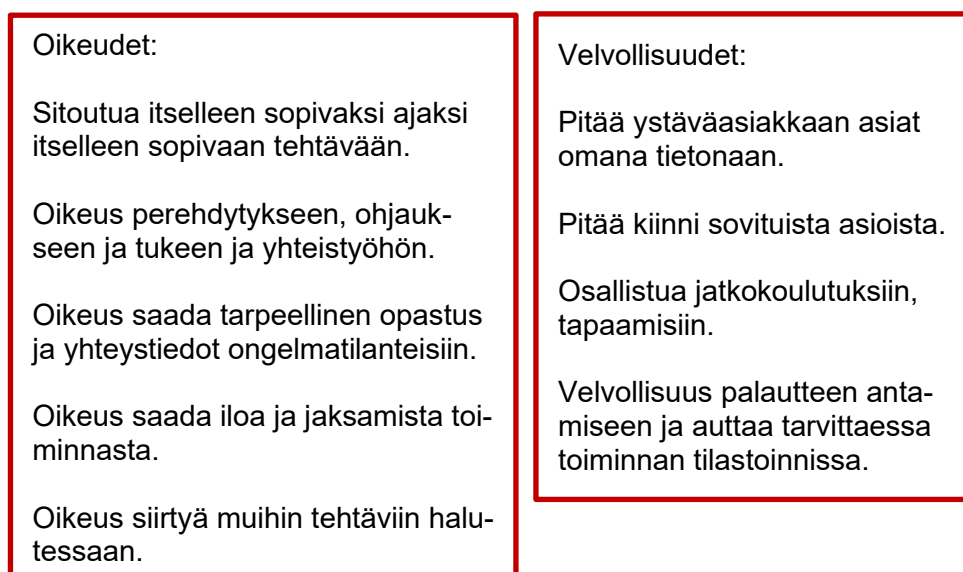 Oikeudet:
Sitoutua itselleen sopivaksi ajaksi
itselleen sopivaan tehtävään.
Oikeus perehdytykseen, ohjauk-
seen ja tukeen ja yhteistyöhön.
Oikeus saada tarpeellinen opastus
ja yhteystiedot ongelmatilanteisiin.
Oikeus saada iloa ja jaksamista toi-
minnasta.
Oikeus siirtyä muihin tehtäviin halu-
tessaan.
Velvollisuudet:
Pitää ystäväasiakkaan asiat
omana tietonaan.
Pitää kiinni sovituista asioista.
Osallistua jatkokoulutuksiin,
tapaamisiin.
Velvollisuus palautteen anta-
miseen ja auttaa tarvittaessa
toiminnan tilastoinnissa.